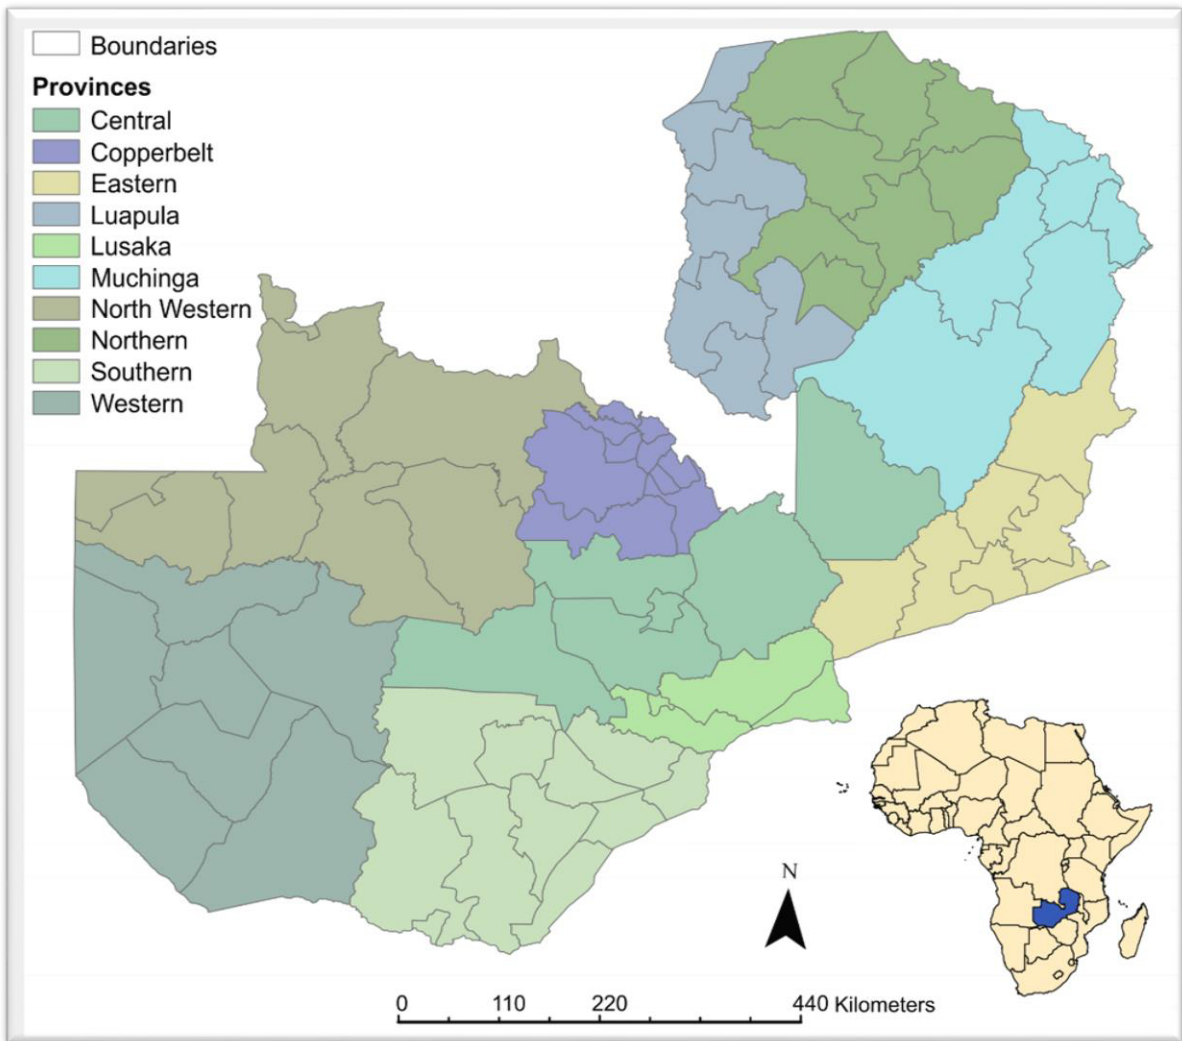 Boundaries
Provinces
Central
Copperbelt
Eastern
Luapula
Lusaka
Muchinga
North Western
Northern
Southern
Western
N
0 110 220 440 Kilometers